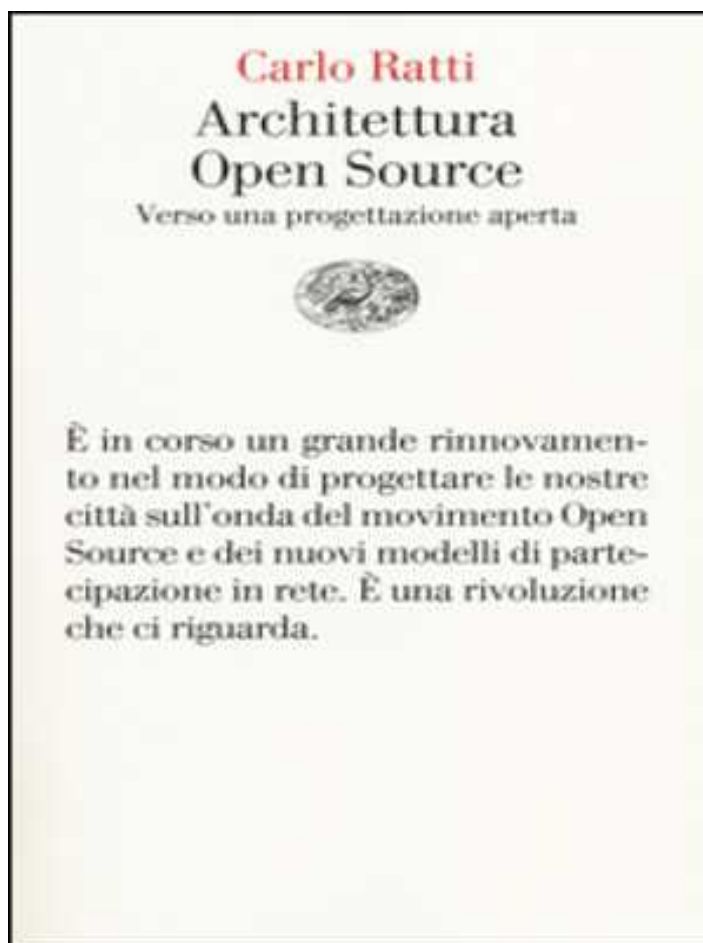 Carlo Ratti
Architettura
Open Source
Verso una progettazione aperta
È in corso un grande rinnovamen-
to nel modo di progettare le nostre
città sull'onda del movimento Open
Source e dei nuovi modelli di parte-
cipazione in rete. È una rivoluzione
che ci riguarda.